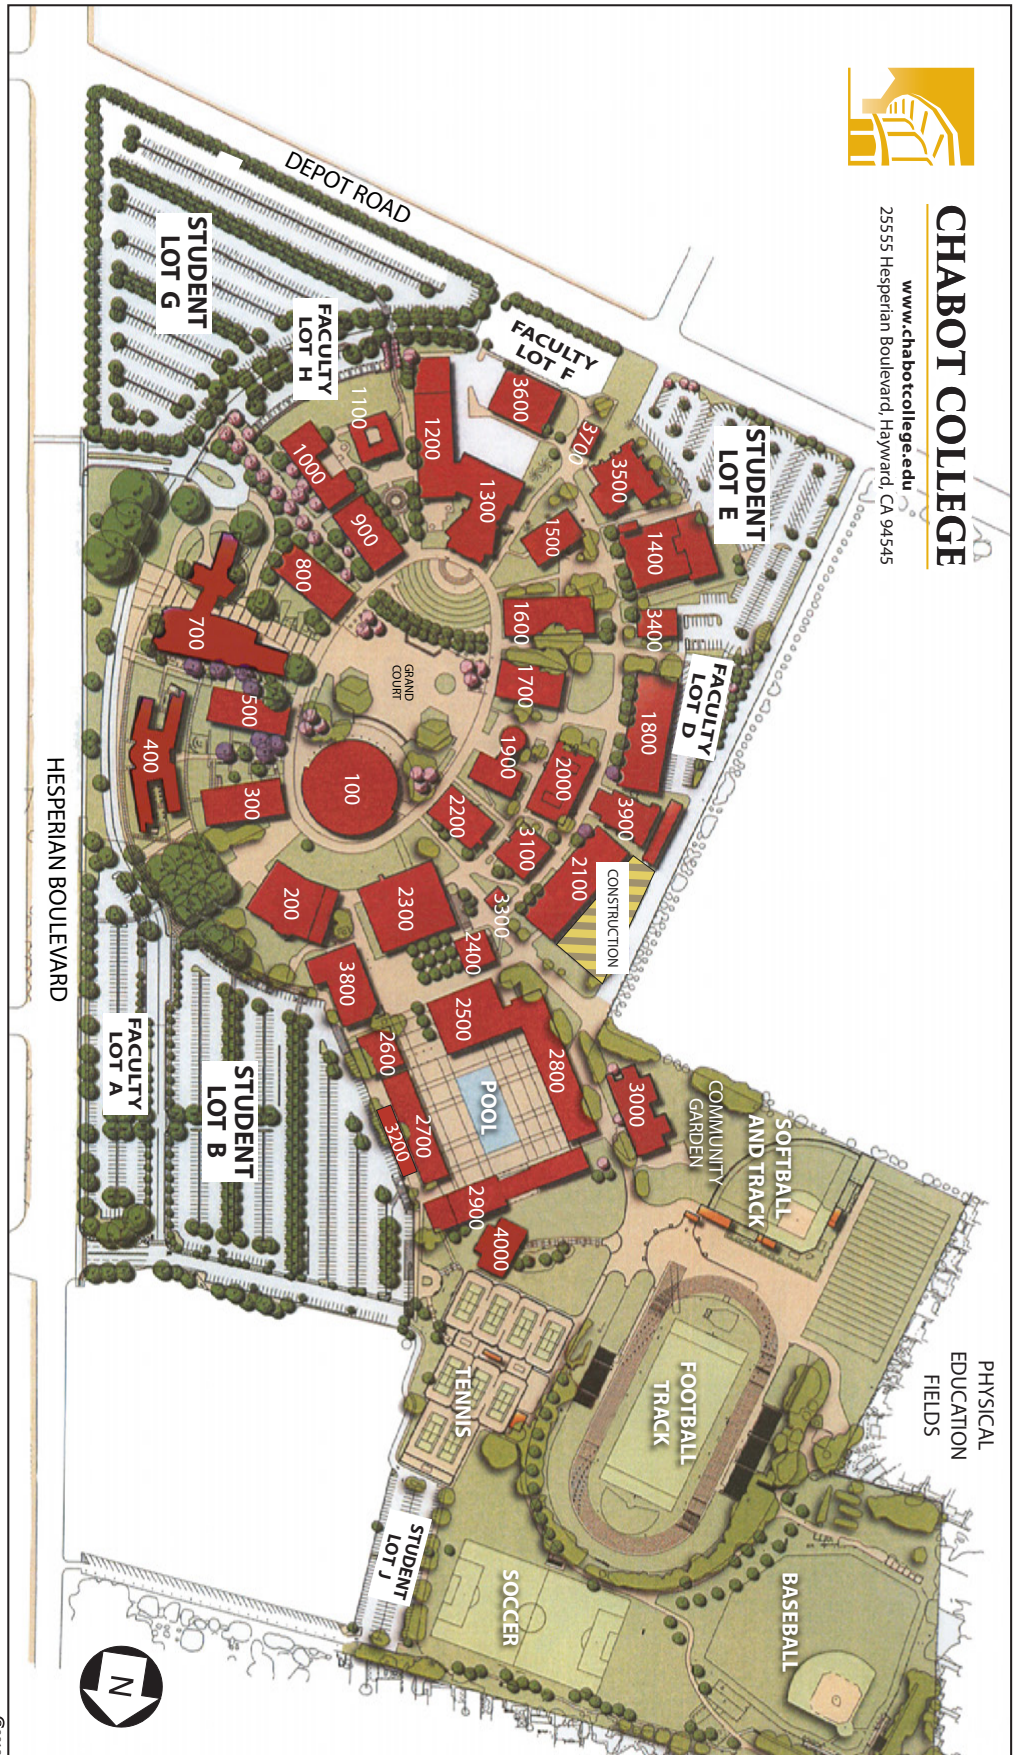 CHABOT COLLEGE
www.chabotcollege.edu
25555 Hesperian Boulevard, Hayward, CA 94545
DEPOT ROAD
STUDENT
LOT G
FACULTY
LOT H
FACULTY
LOT F
STUDENT
LOT E
FACULTY
LOT D
1100
1000
900
800
1200
1300
3600
3700
3500
1500
1400
3400
1600
1700
1800
700
500
400
300
GRAND
COURT
100
1900
2000
3900
2200
3100
2100
CONSTRUCTION
200
2300
3300
2400
3800
2500
2600
2800
POOL
2700
3200
2900
4000
3000
COMMUNITY
GARDEN
SOFTBALL
AND TRACK
PHYSICAL
EDUCATION
FIELDS
FOOTBALL
TRACK
TENNIS
BASEBALL
SOCCER
HESPERIAN BOULEVARD
FACULTY
LOT A
STUDENT
LOT B
STUDENT
LOT J
N